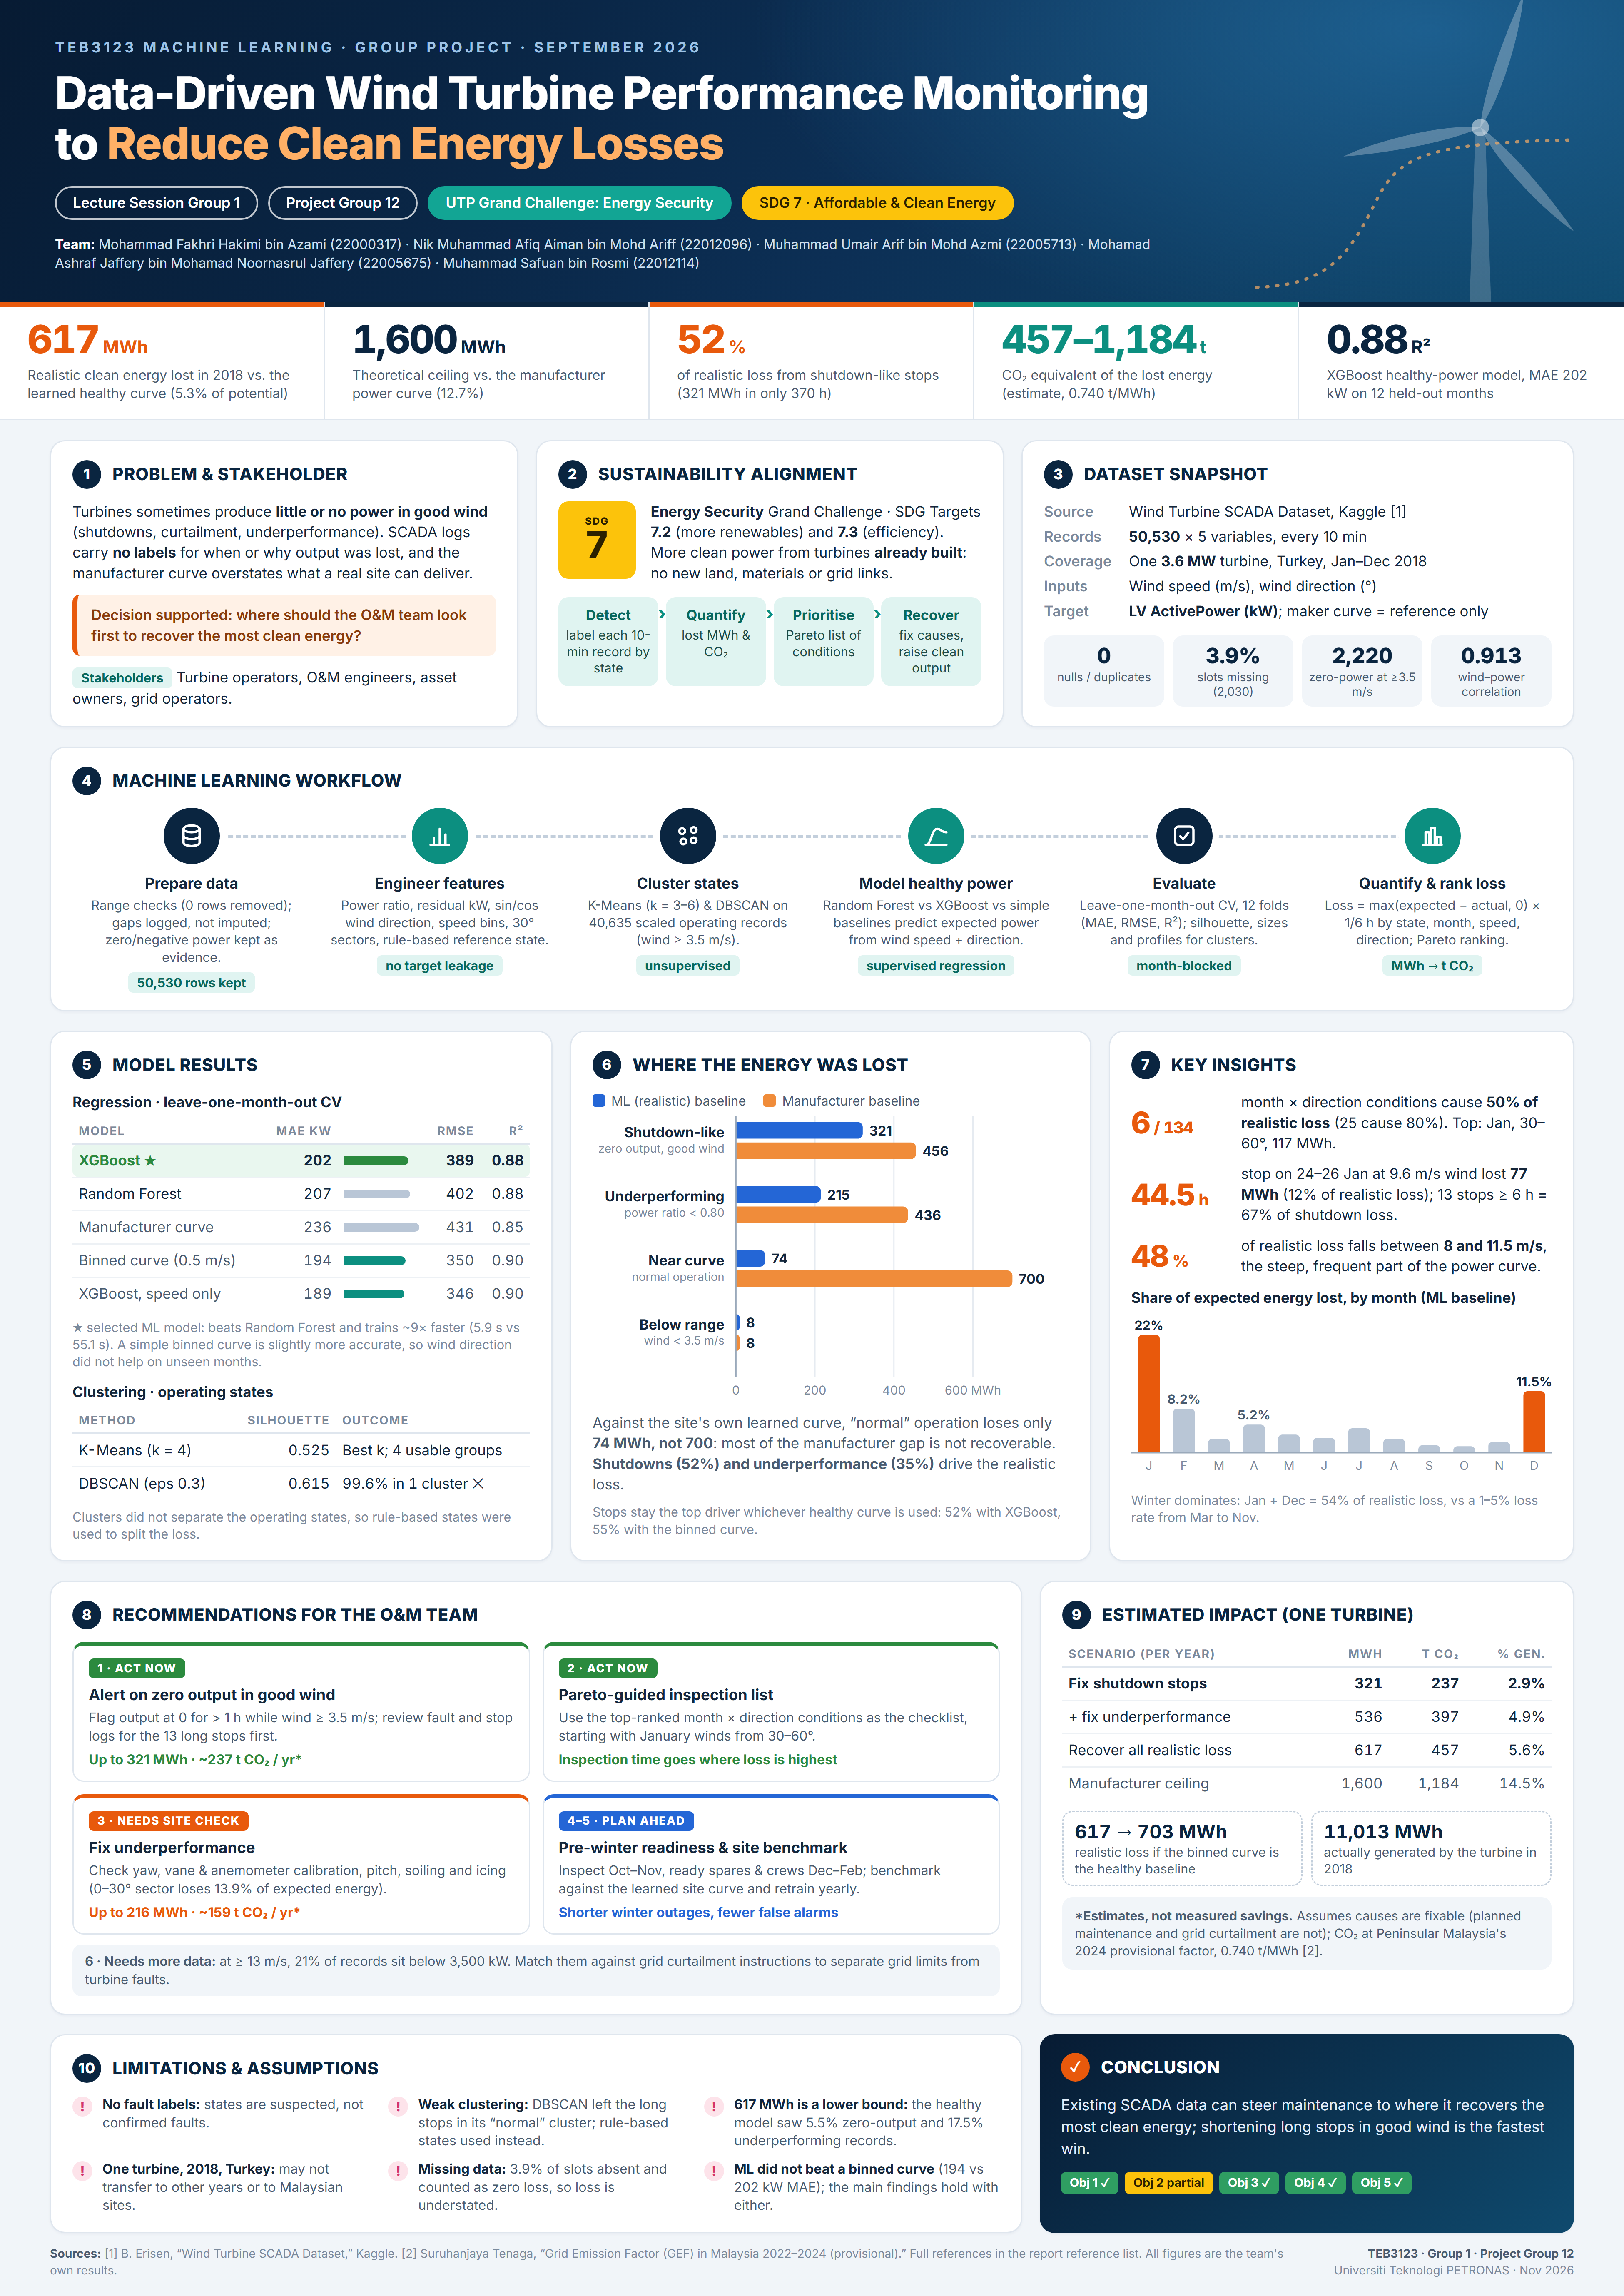 TEB3123 MACHINE LEARNING · GROUP PROJECT · SEPTEMBER 2026
Data-Driven Wind Turbine Performance Monitoring
to Reduce Clean Energy Losses
Lecture Session Group 1
Project Group 12
UTP Grand Challenge: Energy Security
SDG 7 · Affordable & Clean Energy
Team: Mohammad Fakhri Hakimi bin Azami (22000317) · Nik Muhammad Afiq Aiman bin Mohd Ariff (22012096) · Muhammad Umair Arif bin Mohd Azmi (22005713) · Mohamad
Ashraf Jaffery bin Mohamad Noornasrul Jaffery (22005675) · Muhammad Safuan bin Rosmi (22012114)
617 MWh
Realistic clean energy lost in 2018 vs. the
learned healthy curve (5.3% of potential)
1,600 MWh
Theoretical ceiling vs. the manufacturer
power curve (12.7%)
52 %
of realistic loss from shutdown-like stops
(321 MWh in only 370 h)
457–1,184 t
CO₂ equivalent of the lost energy
(estimate, 0.740 t/MWh)
0.88 R²
XGBoost healthy-power model, MAE 202
kW on 12 held-out months
1 PROBLEM & STAKEHOLDER
Turbines sometimes produce little or no power in good wind
(shutdowns, curtailment, underperformance). SCADA logs
carry no labels for when or why output was lost, and the
manufacturer curve overstates what a real site can deliver.
Decision supported: where should the O&M team look
first to recover the most clean energy?
Stakeholders Turbine operators, O&M engineers, asset
owners, grid operators.
2 SUSTAINABILITY ALIGNMENT
SDG
7
Energy Security Grand Challenge · SDG Targets
7.2 (more renewables) and 7.3 (efficiency).
More clean power from turbines already built:
no new land, materials or grid links.
Detect
label each 10-
min record by
state
›
Quantify
lost MWh &
CO₂
›
Prioritise
Pareto list of
conditions
›
Recover
fix causes,
raise clean
output
3 DATASET SNAPSHOT
Source Wind Turbine SCADA Dataset, Kaggle [1]
Records 50,530 × 5 variables, every 10 min
Coverage One 3.6 MW turbine, Turkey, Jan–Dec 2018
Inputs Wind speed (m/s), wind direction (°)
Target LV ActivePower (kW); maker curve = reference only
0
nulls / duplicates
3.9%
slots missing
(2,030)
2,220
zero-power at ≥3.5
m/s
0.913
wind–power
correlation
4 MACHINE LEARNING WORKFLOW
Prepare data
Range checks (0 rows removed);
gaps logged, not imputed;
zero/negative power kept as
evidence.
50,530 rows kept
Engineer features
Power ratio, residual kW, sin/cos
wind direction, speed bins, 30°
sectors, rule-based reference state.
no target leakage
Cluster states
K-Means (k = 3–6) & DBSCAN on
40,635 scaled operating records
(wind ≥ 3.5 m/s).
unsupervised
Model healthy power
Random Forest vs XGBoost vs simple
baselines predict expected power
from wind speed + direction.
supervised regression
Evaluate
Leave-one-month-out CV, 12 folds
(MAE, RMSE, R²); silhouette, sizes
and profiles for clusters.
month-blocked
Quantify & rank loss
Loss = max(expected − actual, 0) ×
1/6 h by state, month, speed,
direction; Pareto ranking.
MWh → t CO₂
5 MODEL RESULTS
Regression · leave-one-month-out CV
MODEL MAE KW RMSE R²
XGBoost ★ 202 389 0.88
Random Forest 207 402 0.88
Manufacturer curve 236 431 0.85
Binned curve (0.5 m/s) 194 350 0.90
XGBoost, speed only 189 346 0.90
★ selected ML model: beats Random Forest and trains ~9× faster (5.9 s vs
55.1 s). A simple binned curve is slightly more accurate, so wind direction
did not help on unseen months.
Clustering · operating states
METHOD SILHOUETTE OUTCOME
K-Means (k = 4) 0.525 Best k; 4 usable groups
DBSCAN (eps 0.3) 0.615 99.6% in 1 cluster ✕
Clusters did not separate the operating states, so rule-based states were
used to split the loss.
6 WHERE THE ENERGY WAS LOST
ML (realistic) baseline Manufacturer baseline
Shutdown-like
zero output, good wind
321
456
Underperforming
power ratio < 0.80
215
436
Near curve
normal operation
74
700
Below range
wind < 3.5 m/s
8
8
0 200 400 600 MWh
Against the site's own learned curve, “normal” operation loses only
74 MWh, not 700: most of the manufacturer gap is not recoverable.
Shutdowns (52%) and underperformance (35%) drive the realistic
loss.
Stops stay the top driver whichever healthy curve is used: 52% with XGBoost,
55% with the binned curve.
7 KEY INSIGHTS
6 / 134
month × direction conditions cause 50% of
realistic loss (25 cause 80%). Top: Jan, 30–
60°, 117 MWh.
44.5 h
stop on 24–26 Jan at 9.6 m/s wind lost 77
MWh (12% of realistic loss); 13 stops ≥ 6 h =
67% of shutdown loss.
48 %
of realistic loss falls between 8 and 11.5 m/s,
the steep, frequent part of the power curve.
Share of expected energy lost, by month (ML baseline)
22%
8.2%
5.2%
11.5%
J F M A M J J A S O N D
Winter dominates: Jan + Dec = 54% of realistic loss, vs a 1–5% loss
rate from Mar to Nov.
8 RECOMMENDATIONS FOR THE O&M TEAM
1 · ACT NOW
Alert on zero output in good wind
Flag output at 0 for > 1 h while wind ≥ 3.5 m/s; review fault and stop
logs for the 13 long stops first.
Up to 321 MWh · ~237 t CO₂ / yr*
2 · ACT NOW
Pareto-guided inspection list
Use the top-ranked month × direction conditions as the checklist,
starting with January winds from 30–60°.
Inspection time goes where loss is highest
3 · NEEDS SITE CHECK
Fix underperformance
Check yaw, vane & anemometer calibration, pitch, soiling and icing
(0–30° sector loses 13.9% of expected energy).
Up to 216 MWh · ~159 t CO₂ / yr*
4–5 · PLAN AHEAD
Pre-winter readiness & site benchmark
Inspect Oct–Nov, ready spares & crews Dec–Feb; benchmark
against the learned site curve and retrain yearly.
Shorter winter outages, fewer false alarms
6 · Needs more data: at ≥ 13 m/s, 21% of records sit below 3,500 kW. Match them against grid curtailment instructions to separate grid limits from
turbine faults.
9 ESTIMATED IMPACT (ONE TURBINE)
SCENARIO (PER YEAR) MWH T CO₂ % GEN.
Fix shutdown stops 321 237 2.9%
+ fix underperformance 536 397 4.9%
Recover all realistic loss 617 457 5.6%
Manufacturer ceiling 1,600 1,184 14.5%
617 → 703 MWh
realistic loss if the binned curve is
the healthy baseline
11,013 MWh
actually generated by the turbine in
2018
*Estimates, not measured savings. Assumes causes are fixable (planned
maintenance and grid curtailment are not); CO₂ at Peninsular Malaysia's
2024 provisional factor, 0.740 t/MWh [2].
10 LIMITATIONS & ASSUMPTIONS
! No fault labels: states are suspected, not
confirmed faults.
! Weak clustering: DBSCAN left the long
stops in its “normal” cluster; rule-based
states used instead.
! 617 MWh is a lower bound: the healthy
model saw 5.5% zero-output and 17.5%
underperforming records.
! One turbine, 2018, Turkey: may not
transfer to other years or to Malaysian
sites.
! Missing data: 3.9% of slots absent and
counted as zero loss, so loss is
understated.
! ML did not beat a binned curve (194 vs
202 kW MAE); the main findings hold with
either.
✓ CONCLUSION
Existing SCADA data can steer maintenance to where it recovers the
most clean energy; shortening long stops in good wind is the fastest
win.
Obj 1 ✓ Obj 2 partial Obj 3 ✓ Obj 4 ✓ Obj 5 ✓
Sources: [1] B. Erisen, “Wind Turbine SCADA Dataset,” Kaggle. [2] Suruhanjaya Tenaga, “Grid Emission Factor (GEF) in Malaysia 2022–2024 (provisional).” Full references in the report reference list. All figures are the team's
own results.
TEB3123 · Group 1 · Project Group 12
Universiti Teknologi PETRONAS · Nov 2026